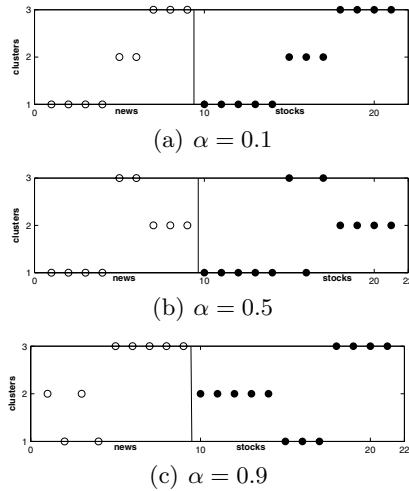 3
2
1
clusters
0 10 20
news stocks
(a) α = 0.1
3
2
1
clusters
0 10 20 22
news stocks
(b) α = 0.5
3
2
1
clusters
0 10 20 22
news stocks
(c) α = 0.9